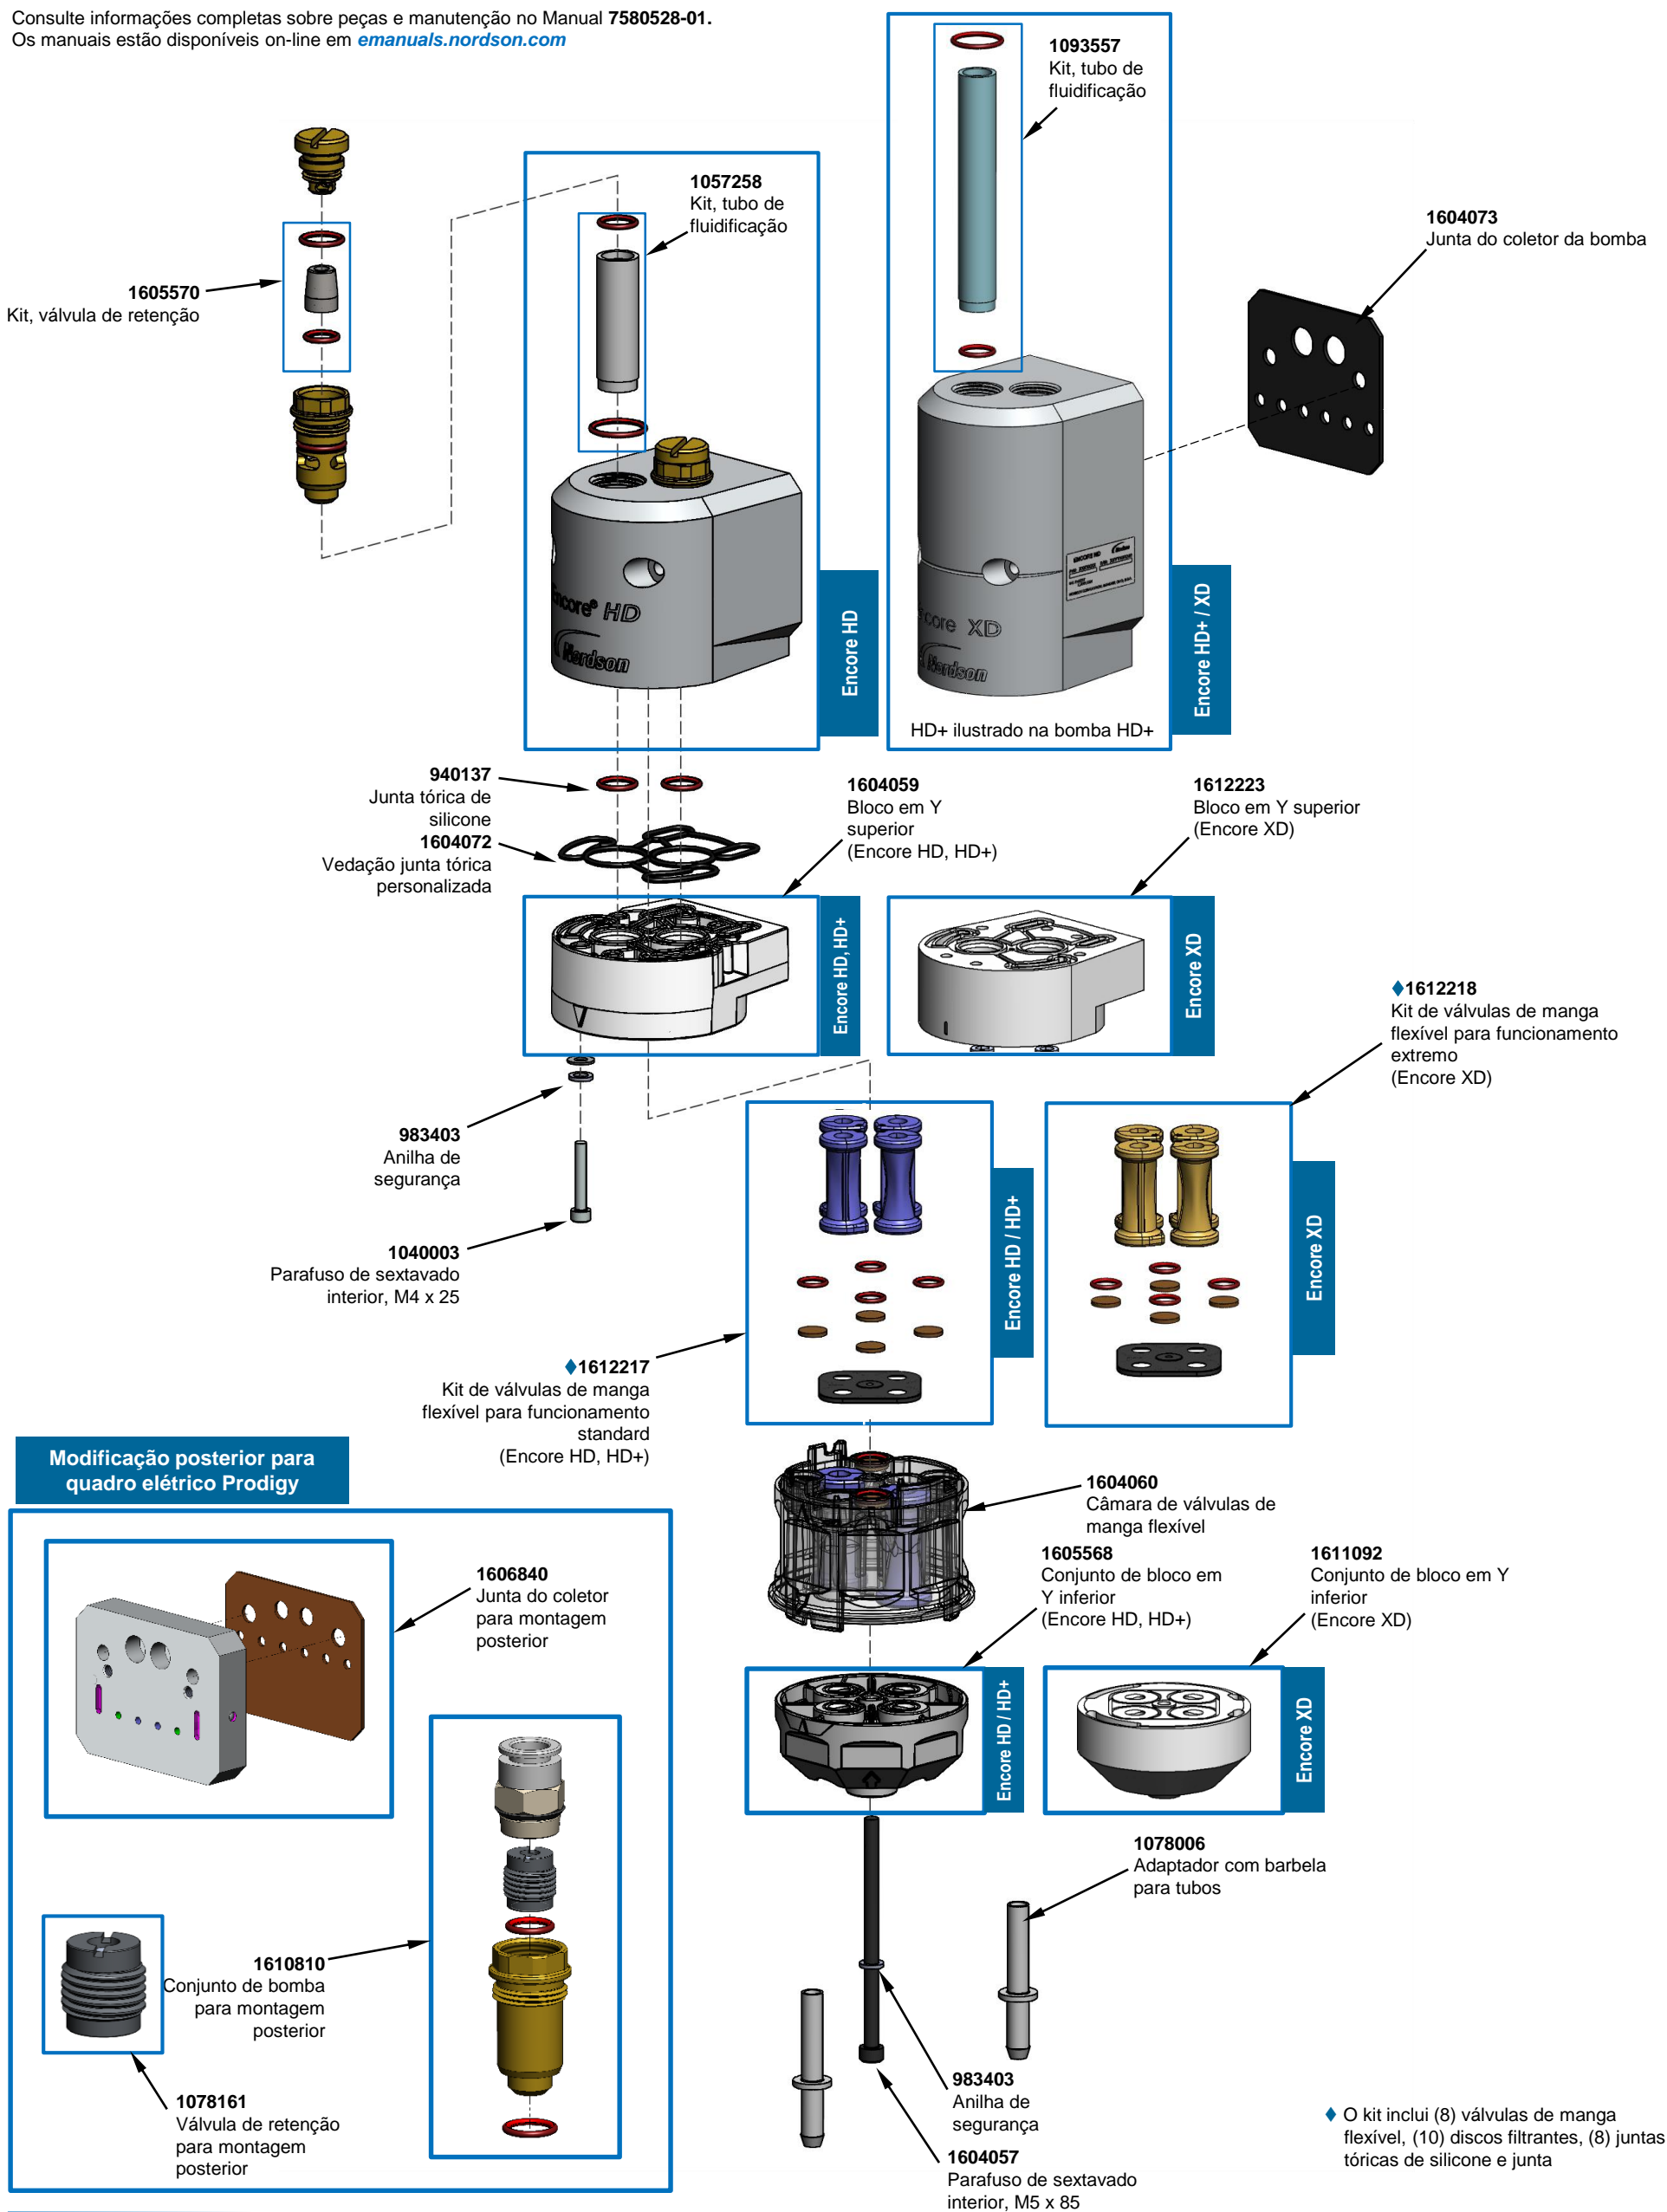 Consulte informações completas sobre peças e manutenção no Manual 7580528-01.
Os manuais estão disponíveis on-line em emanuals.nordson.com
1093557
Kit, tubo de
fluidificação
1057258
Kit, tubo de
fluidificação
1604073
Junta do coletor da bomba
1605570
Kit, válvula de retenção
Encore® HD
Nordson
Encore HD
ENCORE HD
core XD
Nordson
Encore HD+ / XD
HD+ ilustrado na bomba HD+
940137
Junta tórica de
silicone
1604072
Vedação junta tórica
personalizada
1604059
Bloco em Y
superior
(Encore HD, HD+)
1612223
Bloco em Y superior
(Encore XD)
Encore HD, HD+
Encore XD
♦1612218
Kit de válvulas de manga
flexível para funcionamento
extremo
(Encore XD)
983403
Anilha de
segurança
1040003
Parafuso de sextavado
interior, M4 x 25
Encore HD / HD+
Encore XD
♦1612217
Kit de válvulas de manga
flexível para funcionamento
standard
(Encore HD, HD+)
Modificação posterior para
quadro elétrico Prodigy
1604060
Câmara de válvulas de
manga flexível
1605568
Conjunto de bloco em
Y inferior
(Encore HD, HD+)
1611092
Conjunto de bloco em Y
inferior
(Encore XD)
1606840
Junta do coletor
para montagem
posterior
Encore HD / HD+
Encore XD
1078006
Adaptador com barbela
para tubos
1610810
Conjunto de bomba
para montagem
posterior
1078161
Válvula de retenção
para montagem
posterior
983403
Anilha de
segurança
1604057
Parafuso de sextavado
interior, M5 x 85
♦ O kit inclui (8) válvulas de manga
flexível, (10) discos filtrantes, (8) juntas
tóricas de silicone e junta